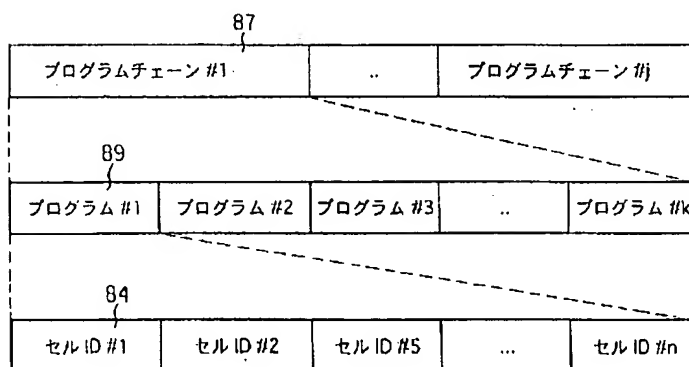 87
プログラムチェーン #1 .. プログラムチェーン #j
89
プログラム #1 プログラム #2 プログラム #3 .. プログラム #k
84
セル ID #1 セル ID #2 セル ID #5 ... セル ID #n